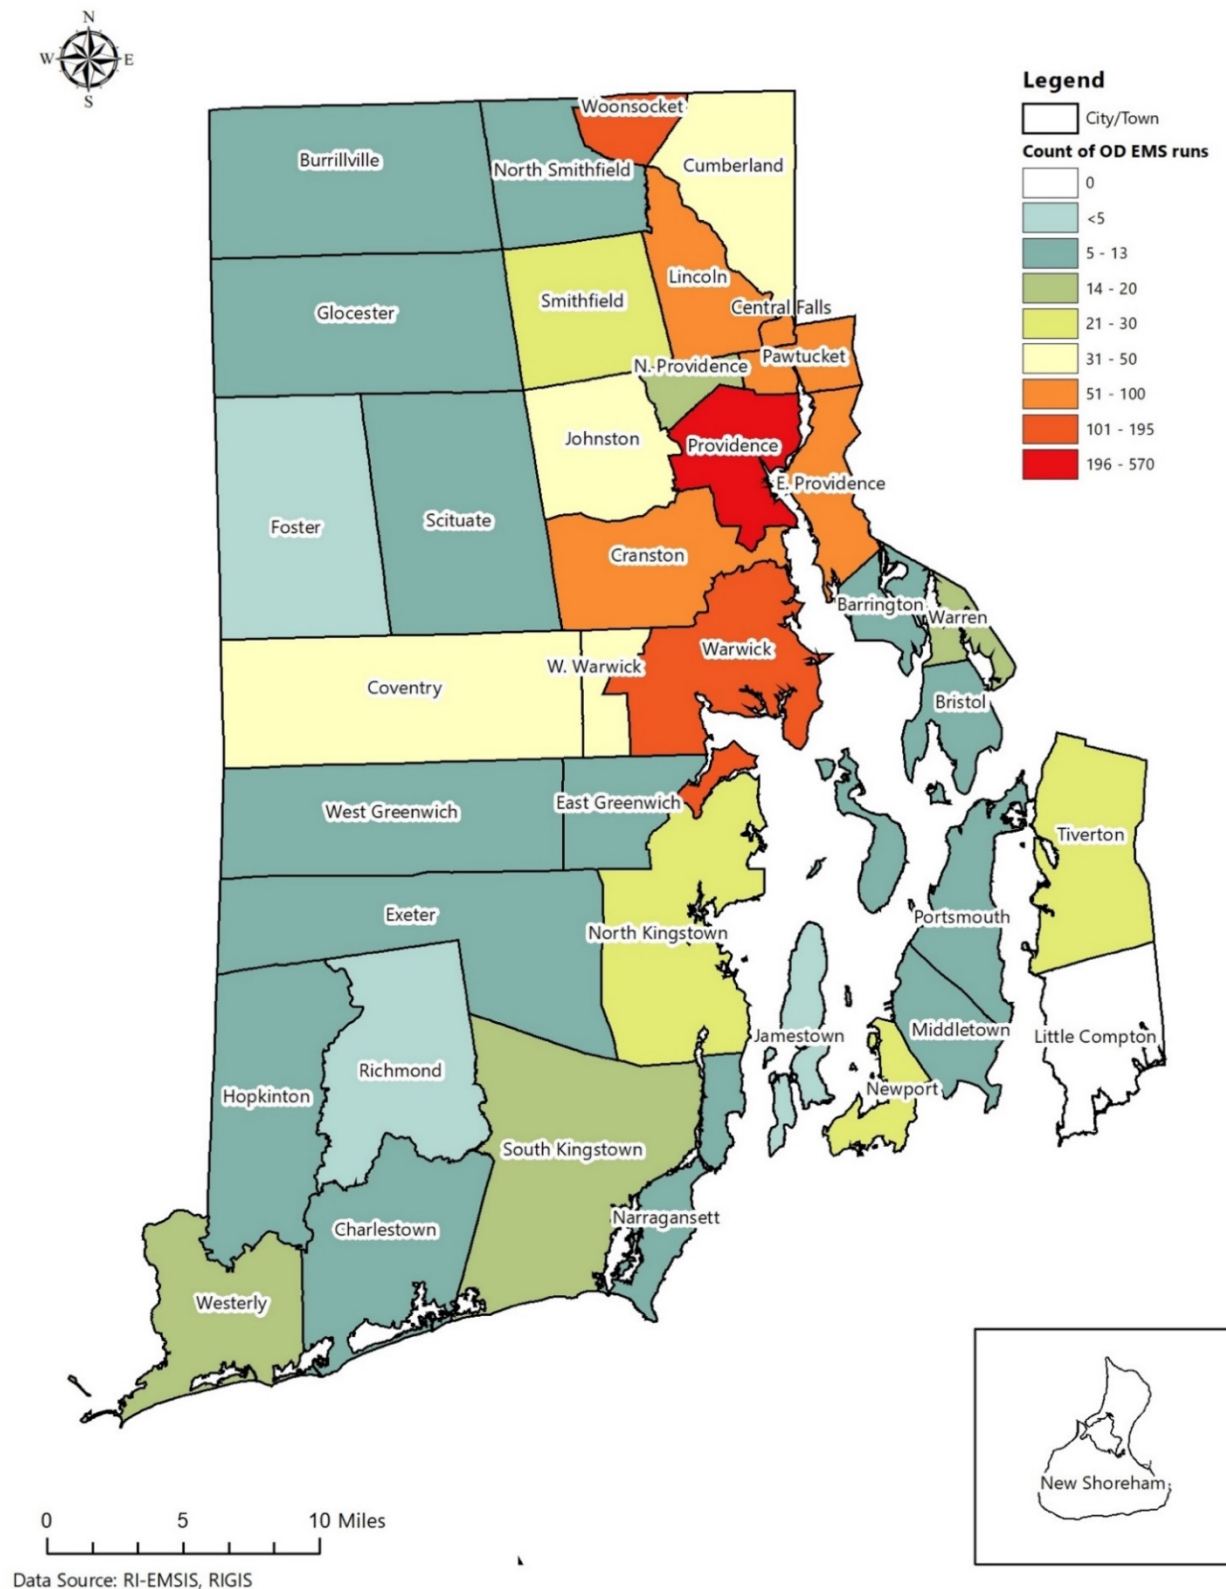 N
W E
S
Legend
City/Town
Count of OD EMS runs
0
<5
5 - 13
14 - 20
21 - 30
31 - 50
51 - 100
101 - 195
196 - 570
Woonsocket
Burrillville
North Smithfield
Cumberland
Lincoln
Smithfield
Central Falls
Glocester
Pawtucket
N. Providence
Johnston
Providence
E. Providence
Foster
Scituate
Cranston
Barrington
Warren
Warwick
W. Warwick
Coventry
Bristol
East Greenwich
West Greenwich
Tiverton
Exeter
Portsmouth
North Kingstown
Middletown
Jamestown
Little Compton
Richmond
Newport
Hopkinton
South Kingstown
Narragansett
Charlestown
Westerly
New Shoreham
0 5 10 Miles
Data Source: RI-EMSIS, RIGIS